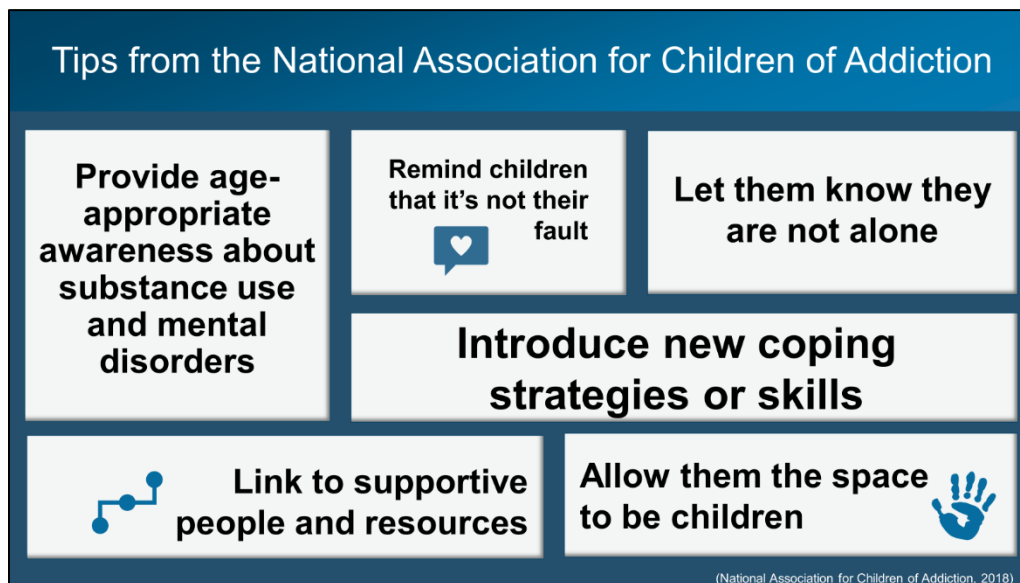 Tips from the National Association for Children of Addiction
Provide age-
appropriate
awareness about
substance use
and mental
disorders
Remind children
that it’s not their
fault
Let them know they
are not alone
Introduce new coping
strategies or skills
Link to supportive
people and resources
Allow them the space
to be children
(National Association for Children of Addiction, 2018)